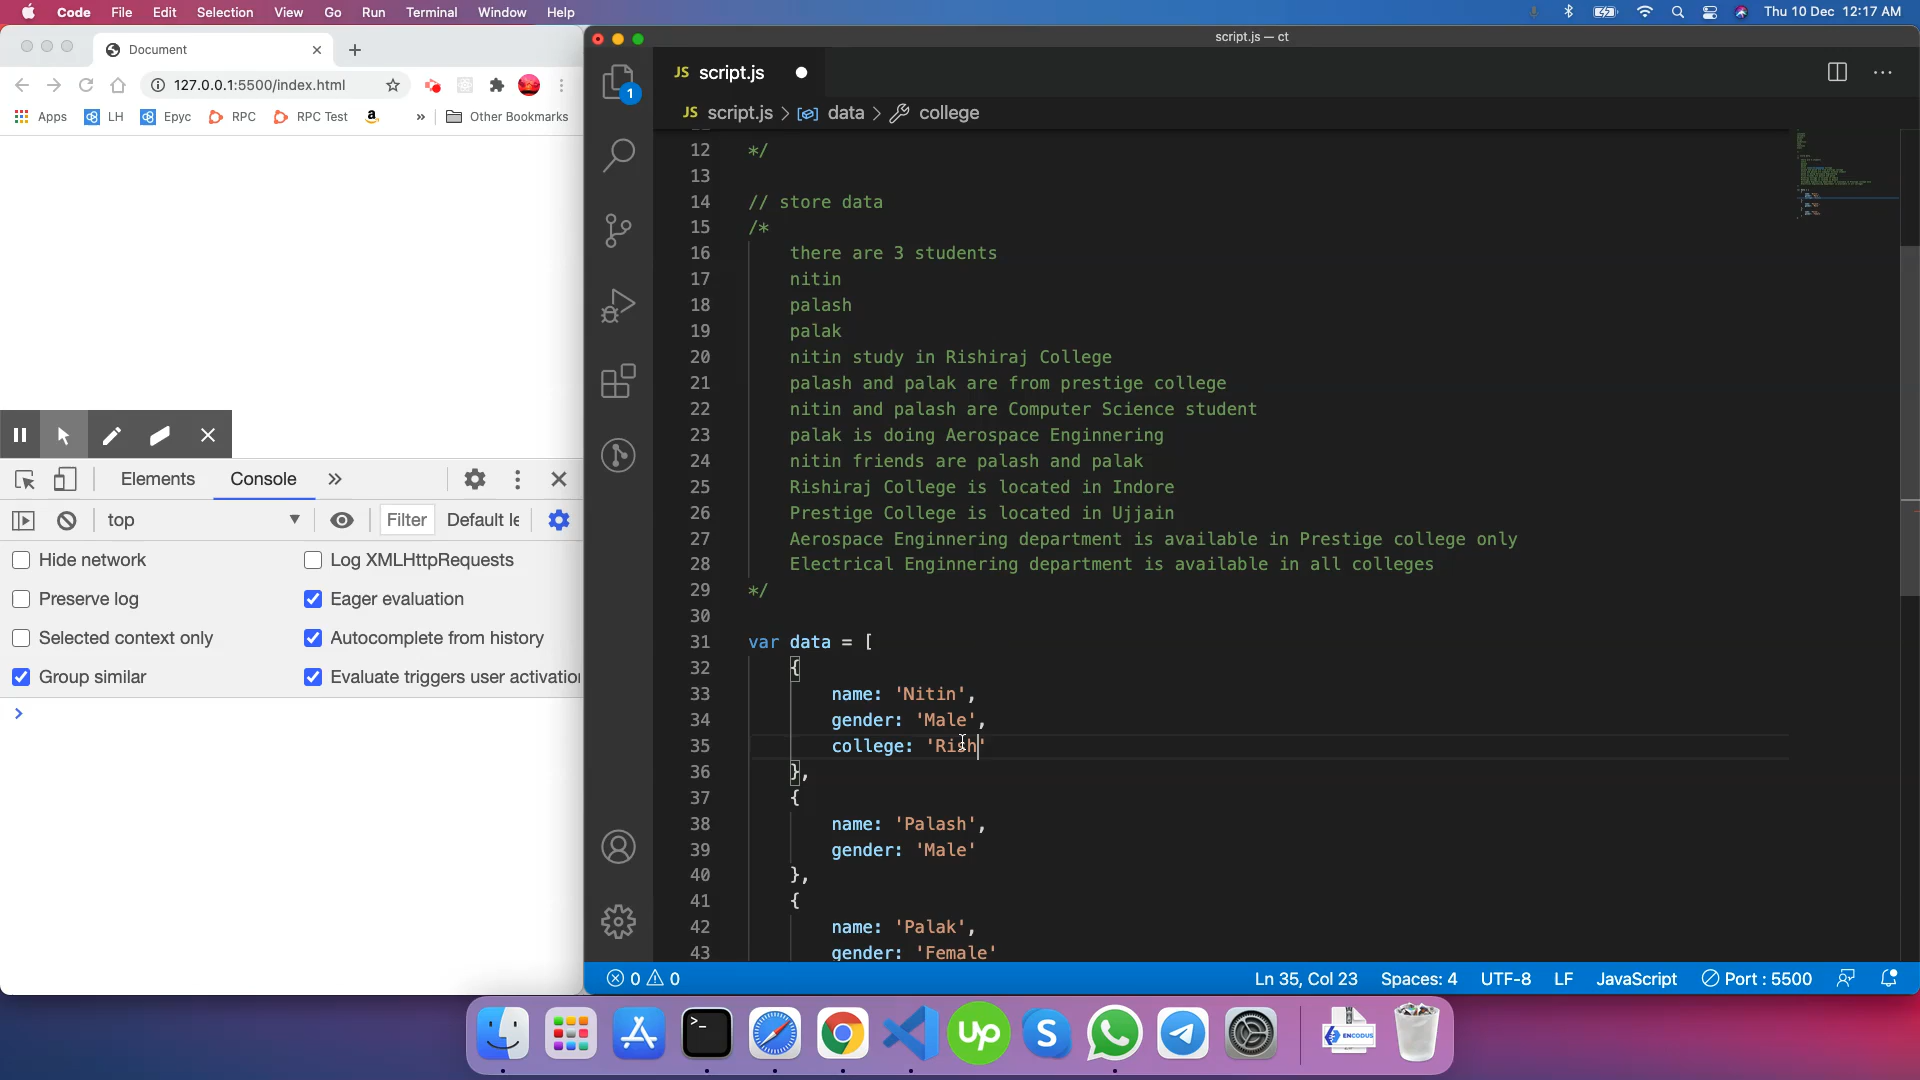 Code File Edit Selection View Go Run Terminal Window Help Thu 10 Dec 12:17 AM
Document
127.0.0.1:5500/index.html
Apps LH Epyc RPC RPC Test » Other Bookmarks
Elements Console »
top Filter Default le
Hide network Log XMLHttpRequests
Preserve log Eager evaluation
Selected context only Autocomplete from history
Group similar Evaluate triggers user activatio
>
script.js — ct
JS script.js
JS script.js > data > college
1
12 */
13
14 // store data
15 /*
16 there are 3 students
17 nitin
18 palash
19 palak
20 nitin study in Rishiraj College
21 palash and palak are from prestige college
22 nitin and palash are Computer Science student
23 palak is doing Aerospace Enginnering
24 nitin friends are palash and palak
25 Rishiraj College is located in Indore
26 Prestige College is located in Ujjain
27 Aerospace Enginnering department is available in Prestige college only
28 Electrical Enginnering department is available in all colleges
29 */
30
31 var data = [
32 {
33 name: 'Nitin',
34 gender: 'Male',
35 college: 'Rish'
36 },
37 {
38 name: 'Palash',
39 gender: 'Male'
40 },
41 {
42 name: 'Palak',
43 gender: 'Female'
0 0 Ln 35, Col 23 Spaces: 4 UTF-8 LF JavaScript Port : 5500
>_ up S ENCODUS